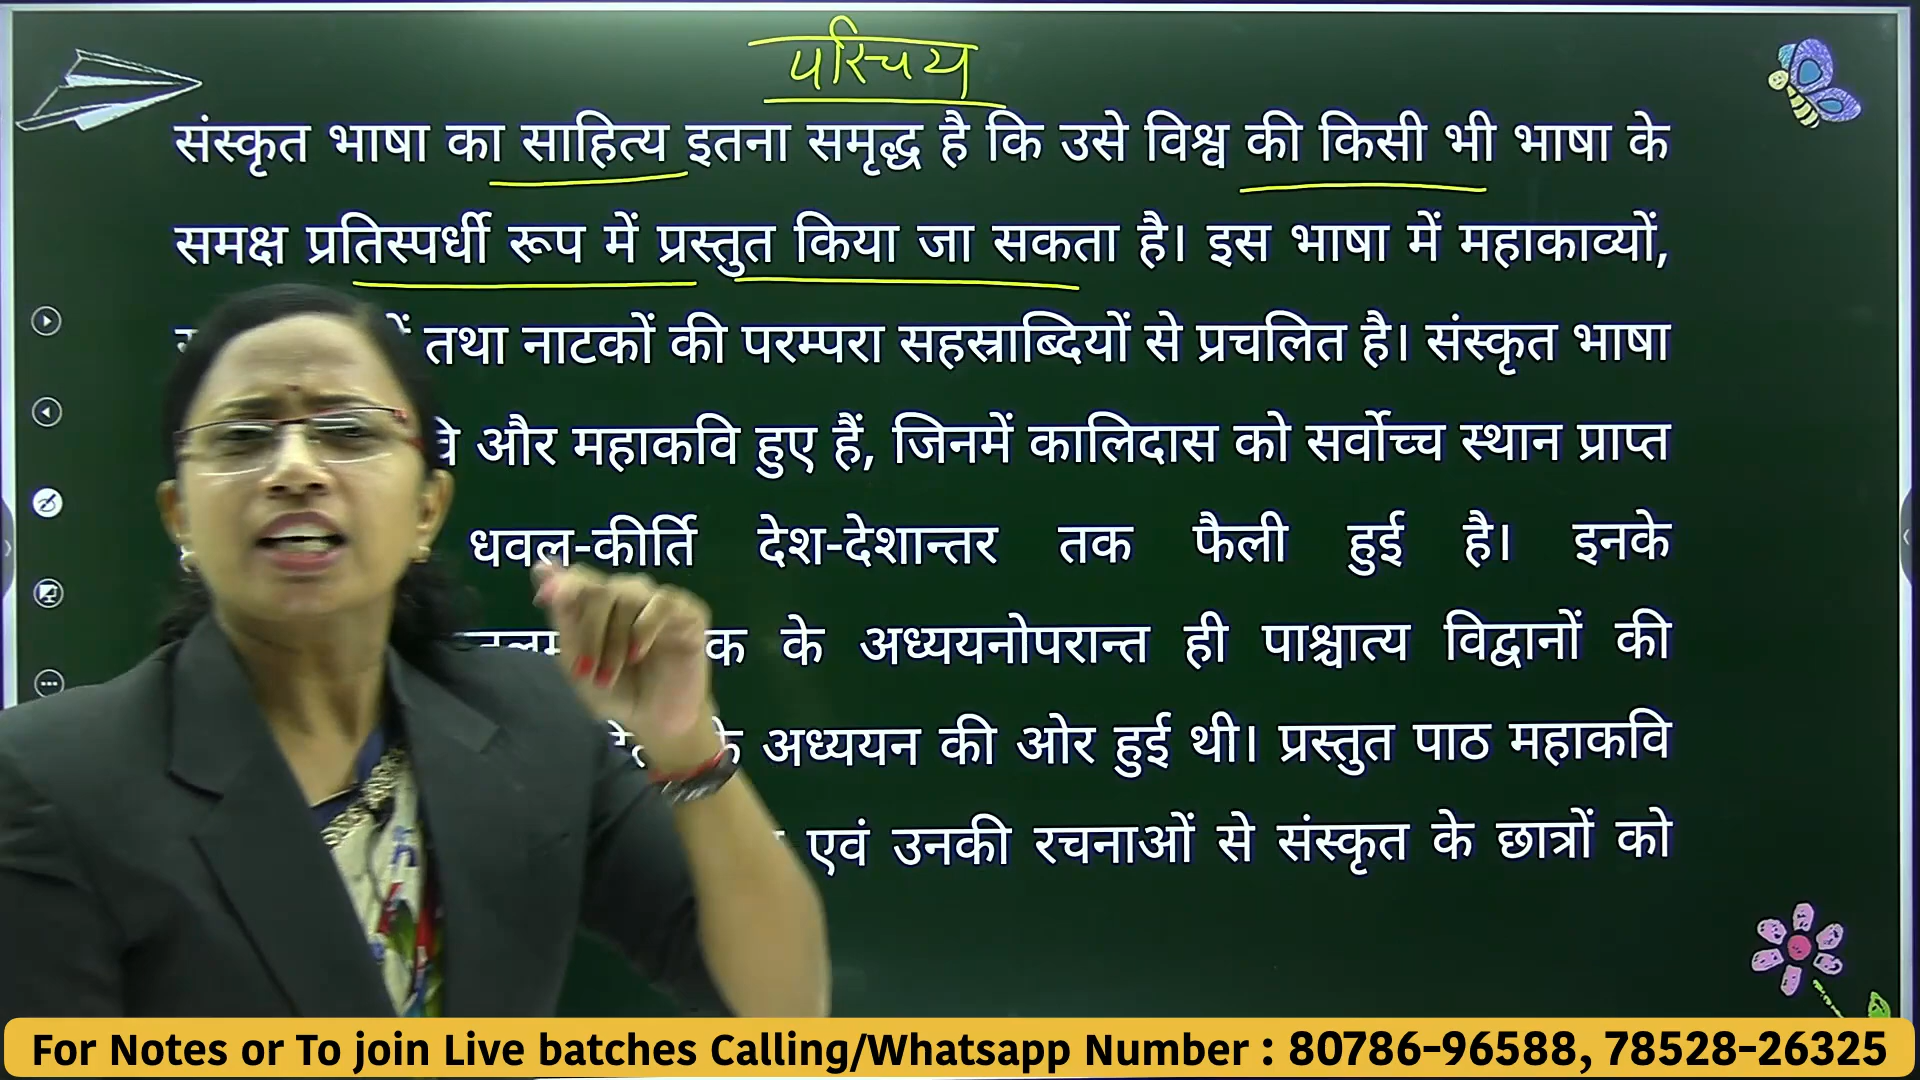 परिचय
संस्कृत भाषा का साहित्य इतना समृद्ध है कि उसे विश्व की किसी भी भाषा के
समक्ष प्रतिस्पर्धी रूप में प्रस्तुत किया जा सकता है। इस भाषा में महाकाव्यों,
तथा नाटकों की परम्परा सहस्राब्दियों से प्रचलित है। संस्कृत भाषा
और महाकवि हुए हैं, जिनमें कालिदास को सर्वोच्च स्थान प्राप्त
धवल-कीर्ति देश-देशान्तर तक फैली हुई है। इनके
के अध्ययनोपरान्त ही पाश्चात्य विद्वानों की
अध्ययन की ओर हुई थी। प्रस्तुत पाठ महाकवि
एवं उनकी रचनाओं से संस्कृत के छात्रों को
For Notes or To join Live batches Calling/Whatsapp Number : 80786-96588, 78528-26325